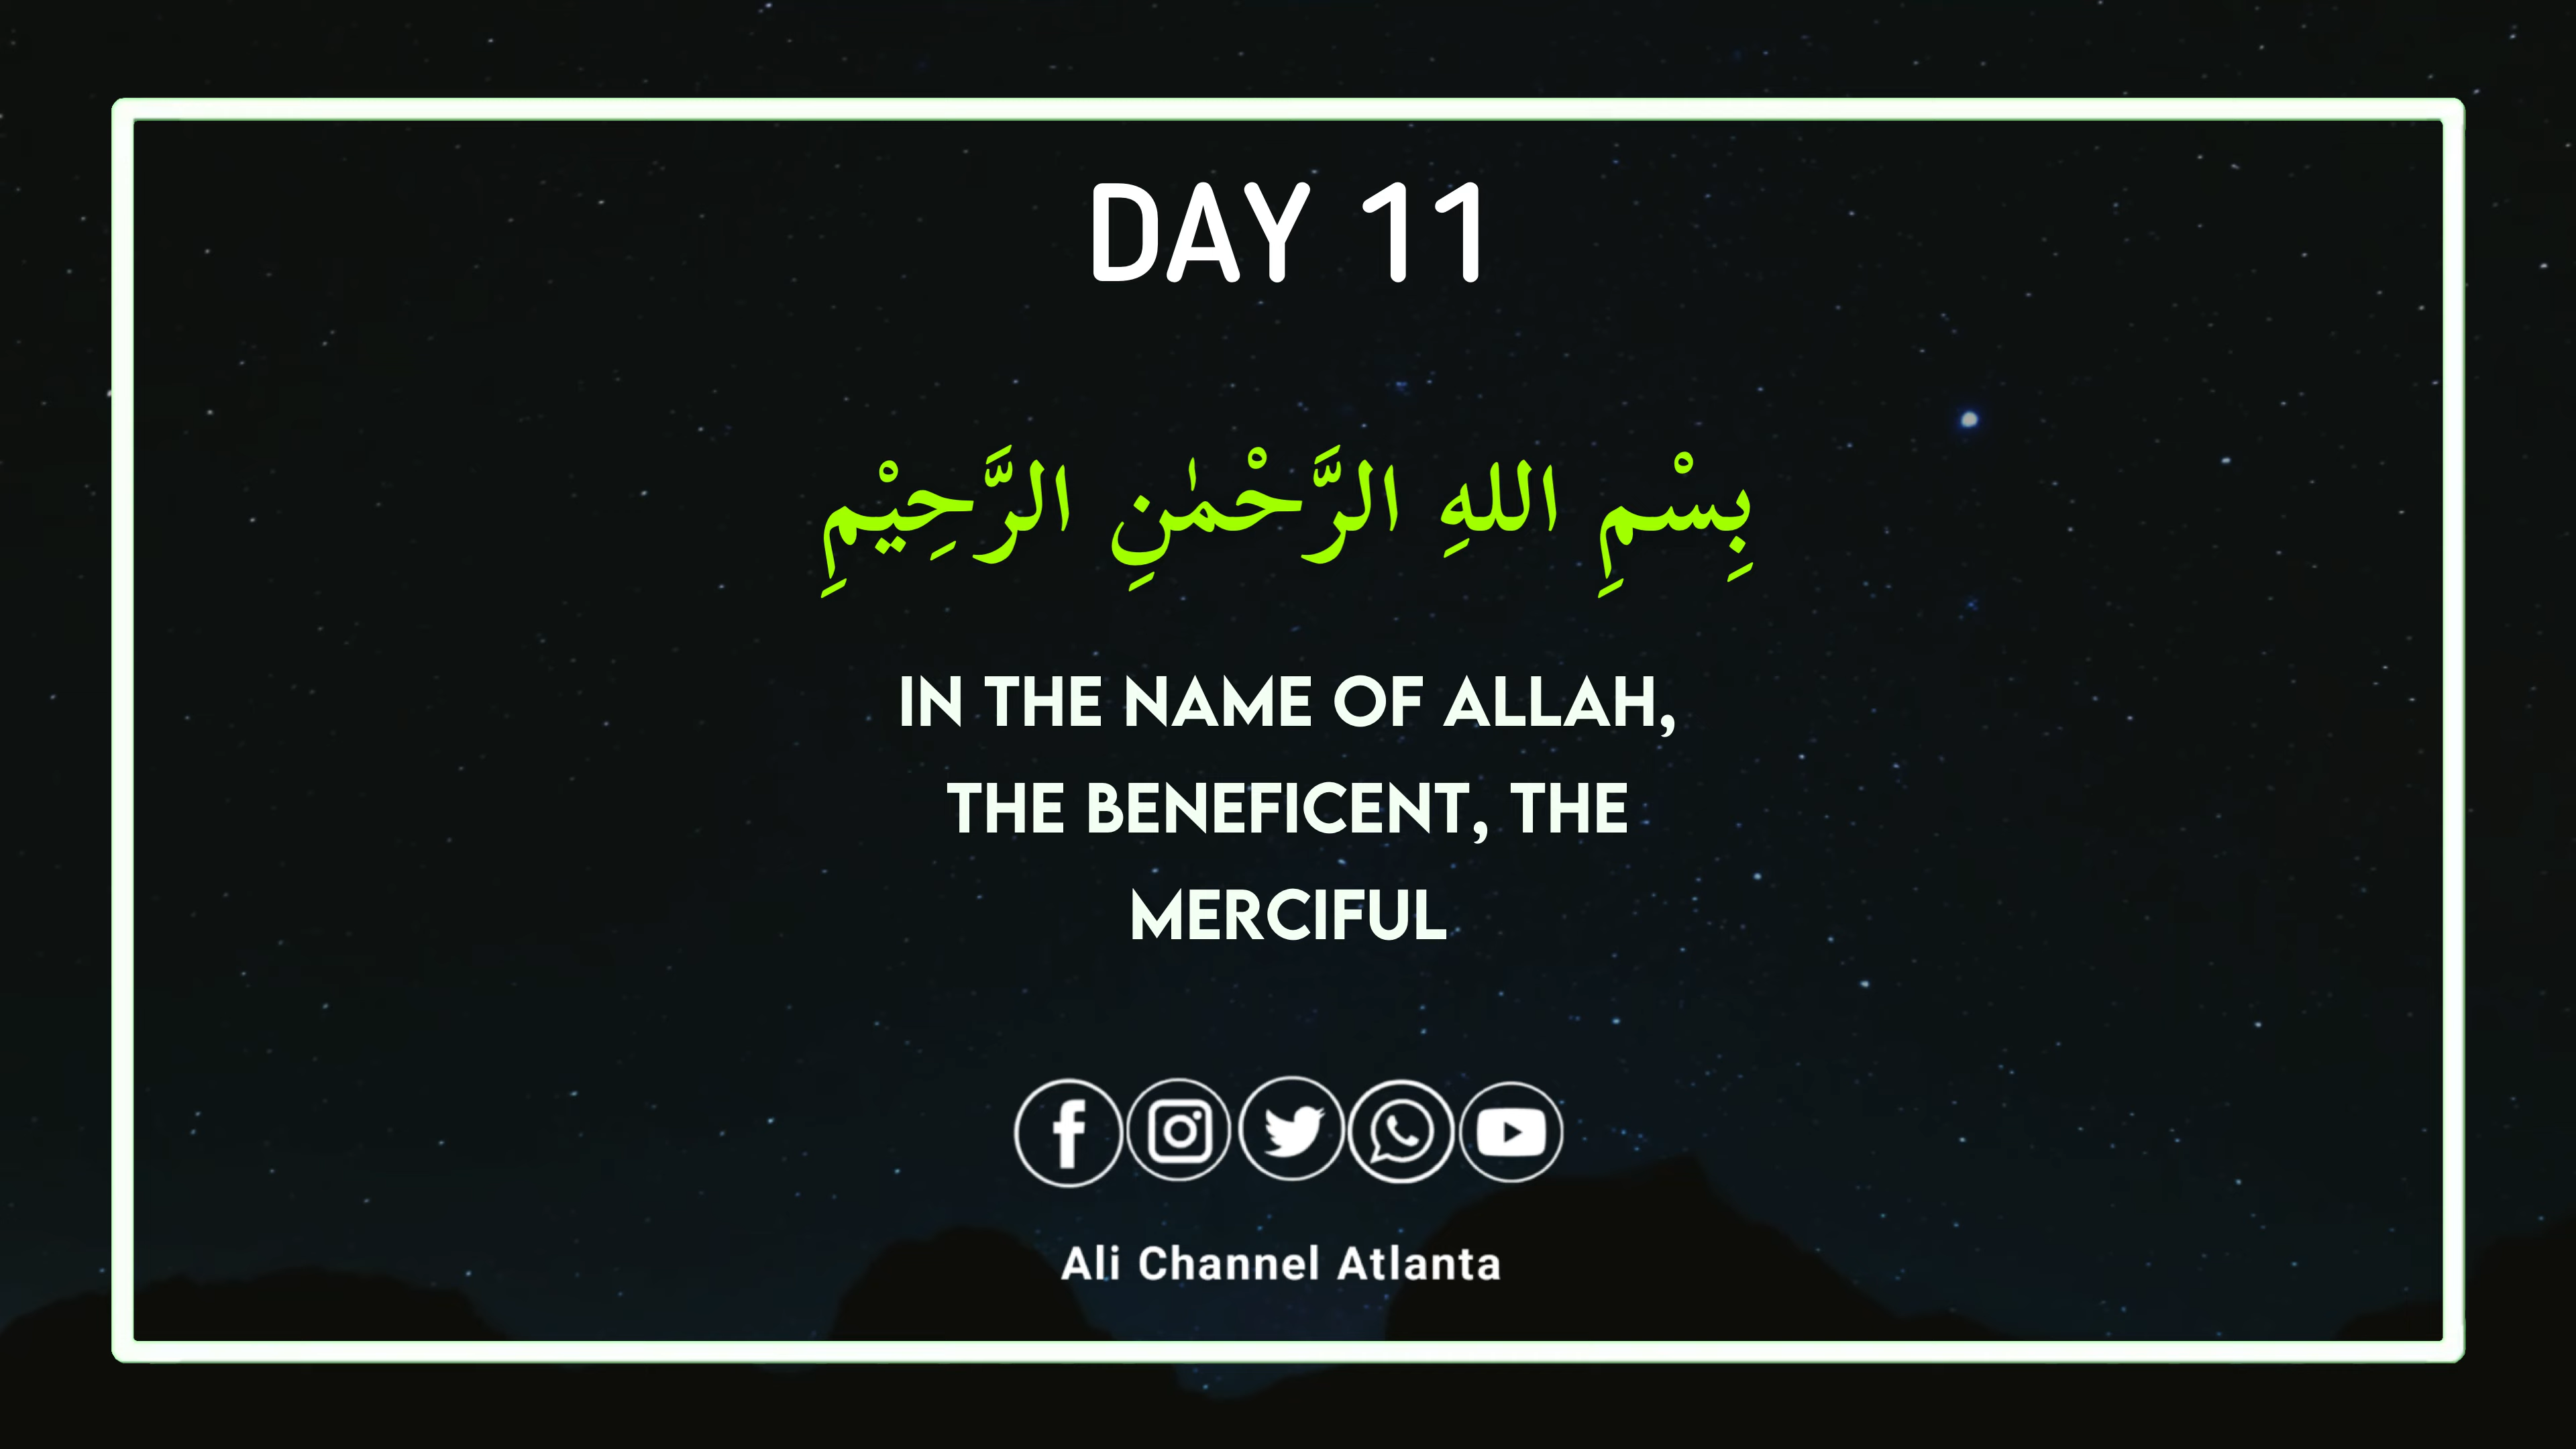 DAY 11
بِسْمِ اللهِ الرَّحْمٰنِ الرَّحِيْمِ
IN THE NAME OF ALLAH,
THE BENEFICENT, THE
MERCIFUL
Ali Channel Atlanta